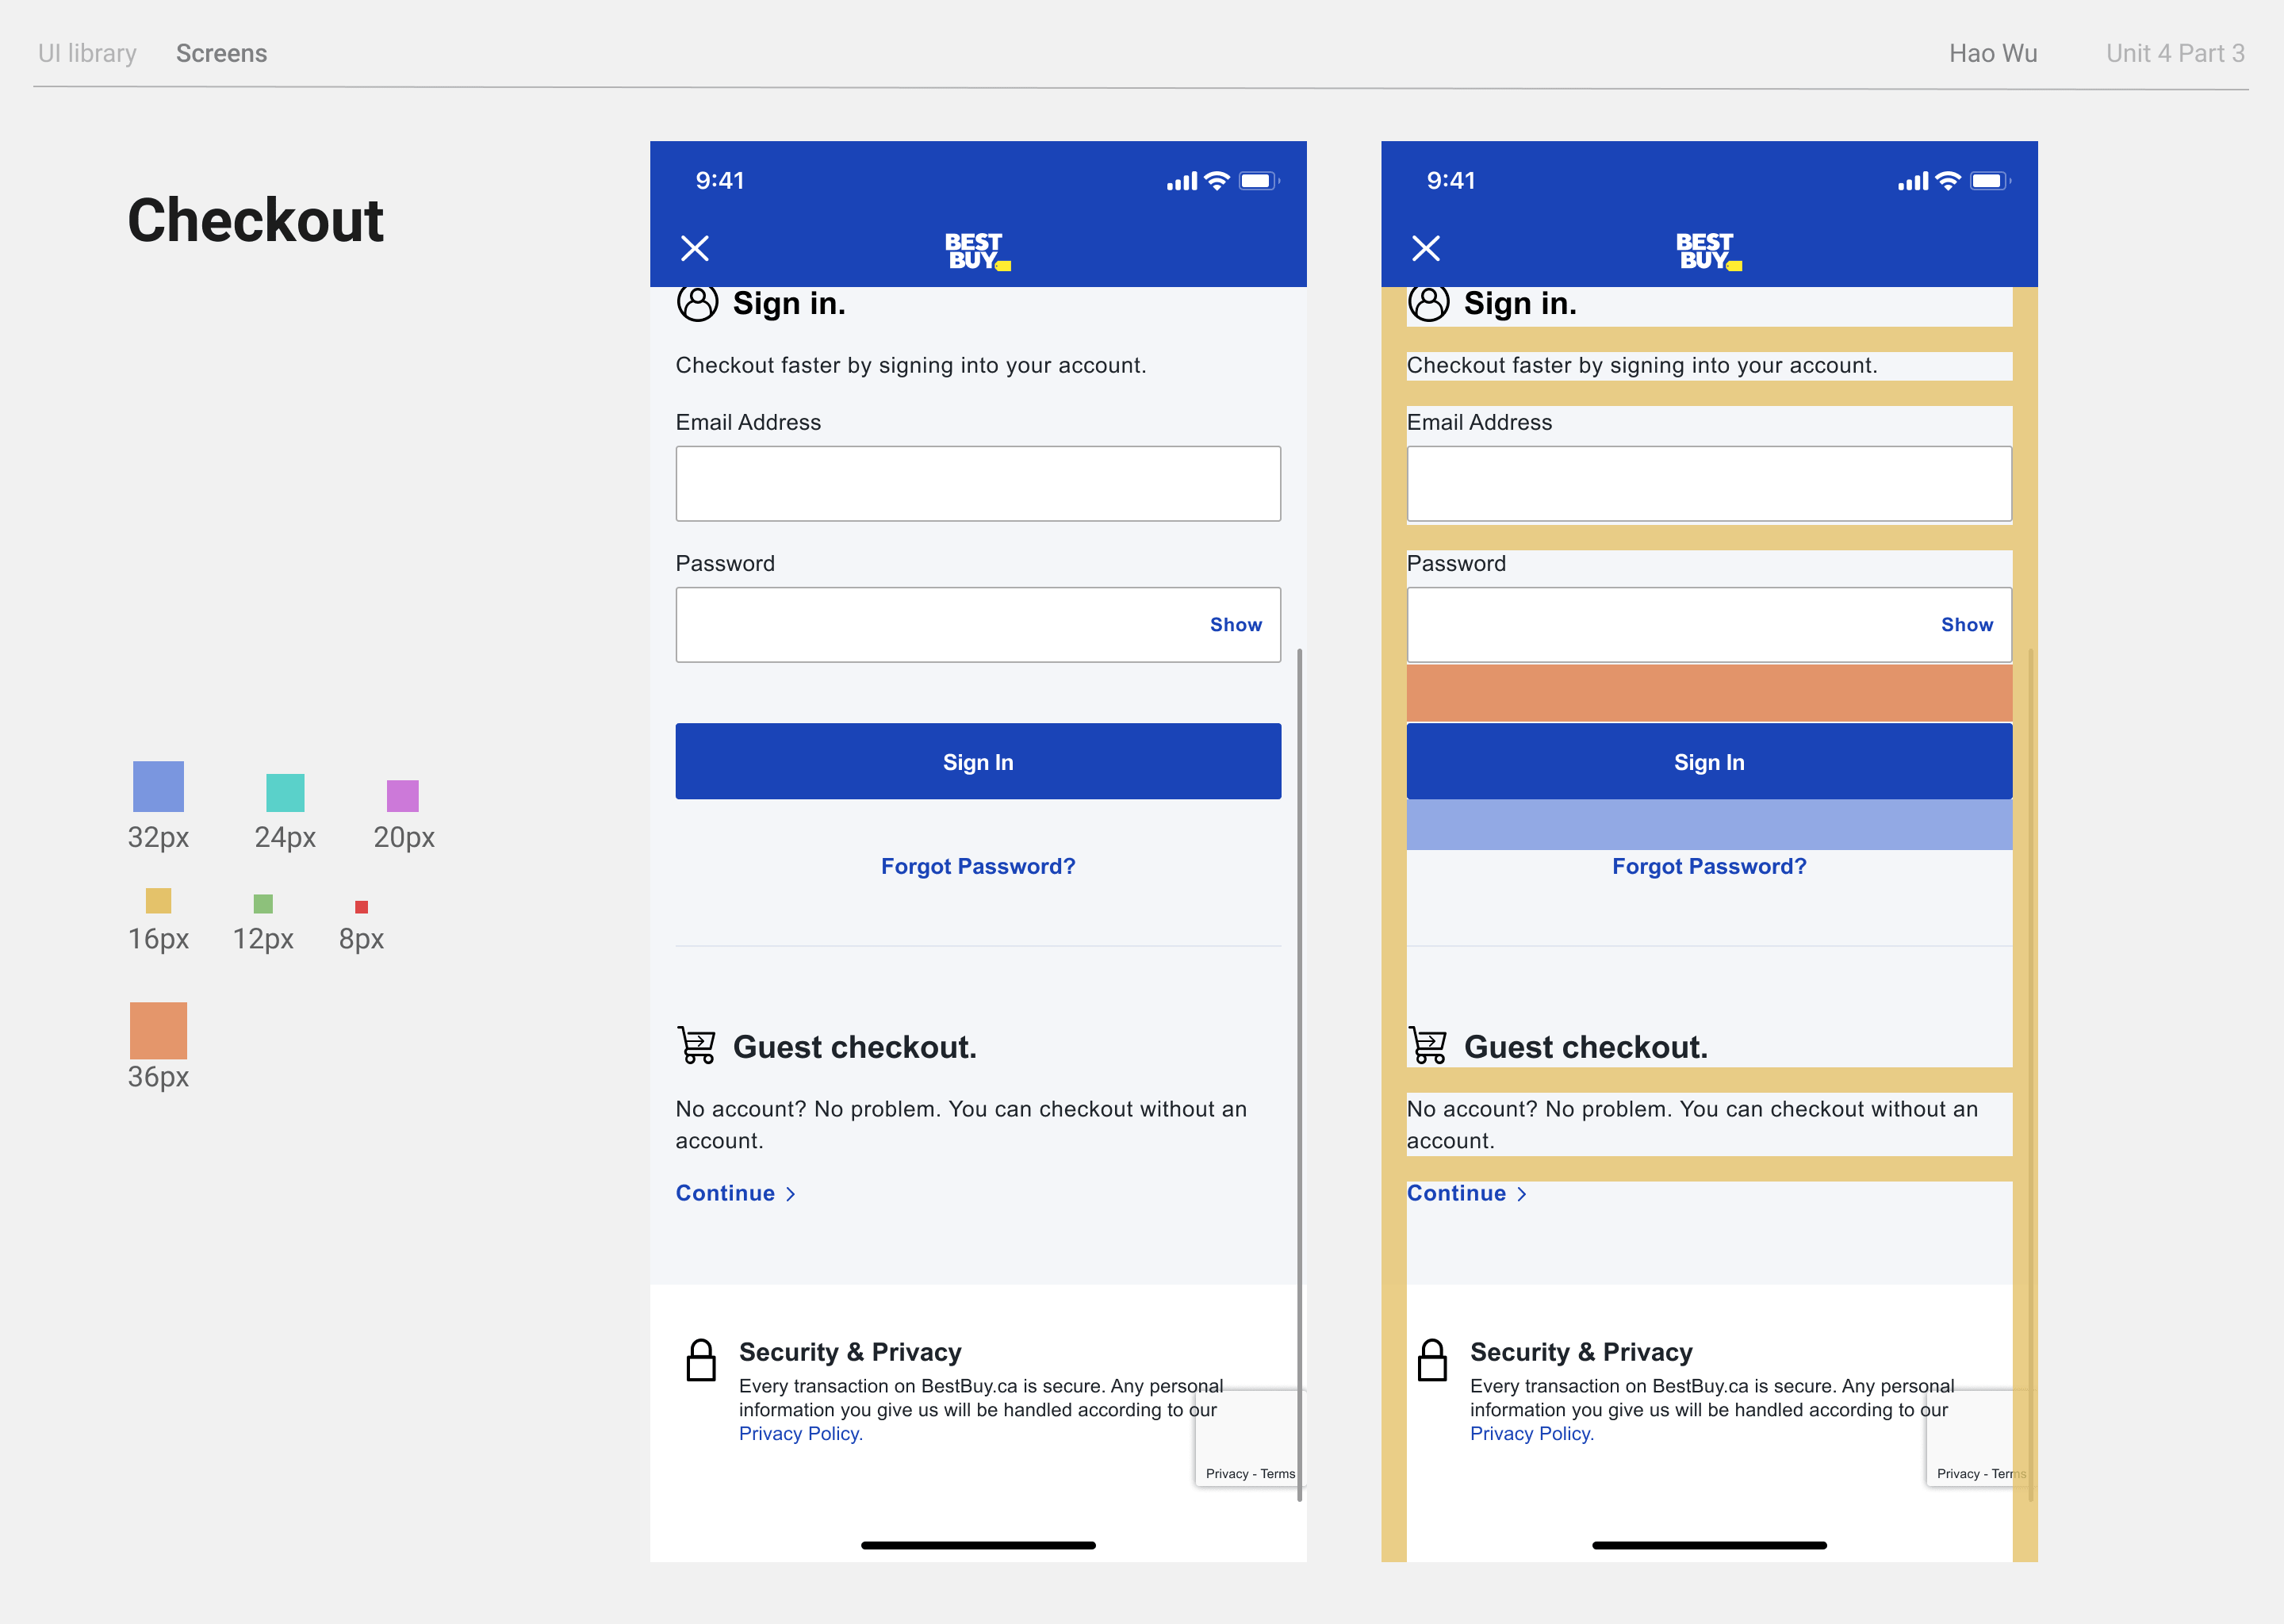 UI library Screens Hao Wu Unit 4 Part 3
Checkout
32px 24px 20px
16px 12px 8px
36px
9:41
BEST
BUY
Sign in.
Checkout faster by signing into your account.
Email Address
Password
Show
Sign In
Forgot Password?
Guest checkout.
No account? No problem. You can checkout without an
account.
Continue
Security & Privacy
Every transaction on BestBuy.ca is secure. Any personal
information you give us will be handled according to our
Privacy Policy.
Privacy - Terms
9:41
BEST
BUY
Sign in.
Checkout faster by signing into your account.
Email Address
Password
Show
Sign In
Forgot Password?
Guest checkout.
No account? No problem. You can checkout without an
account.
Continue
Security & Privacy
Every transaction on BestBuy.ca is secure. Any personal
information you give us will be handled according to our
Privacy Policy.
Privacy - Terms